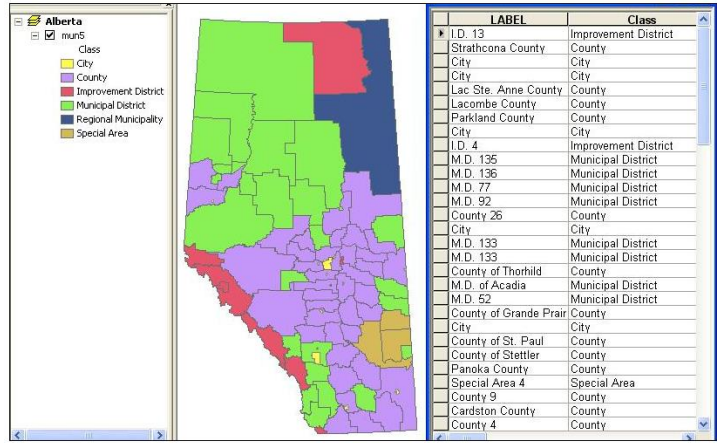 Alberta
mun5
Class
City
County
Improvement District
Municipal District
Regional Municipality
Special Area
LABEL Class
I.D. 13 Improvement District
Strathcona County County
City City
City City
Lac Ste. Anne County County
Lacombe County County
Parkland County County
City City
I.D. 4 Improvement District
M.D. 135 Municipal District
M.D. 136 Municipal District
M.D. 77 Municipal District
M.D. 92 Municipal District
County 26 County
City City
M.D. 133 Municipal District
M.D. 133 Municipal District
County of Thorhild County
M.D. of Acadia Municipal District
M.D. 52 Municipal District
County of Grande Prair County
City City
County of St. Paul County
County of Stettler County
Panoka County County
Special Area 4 Special Area
County 9 County
Cardston County County
County 4 County